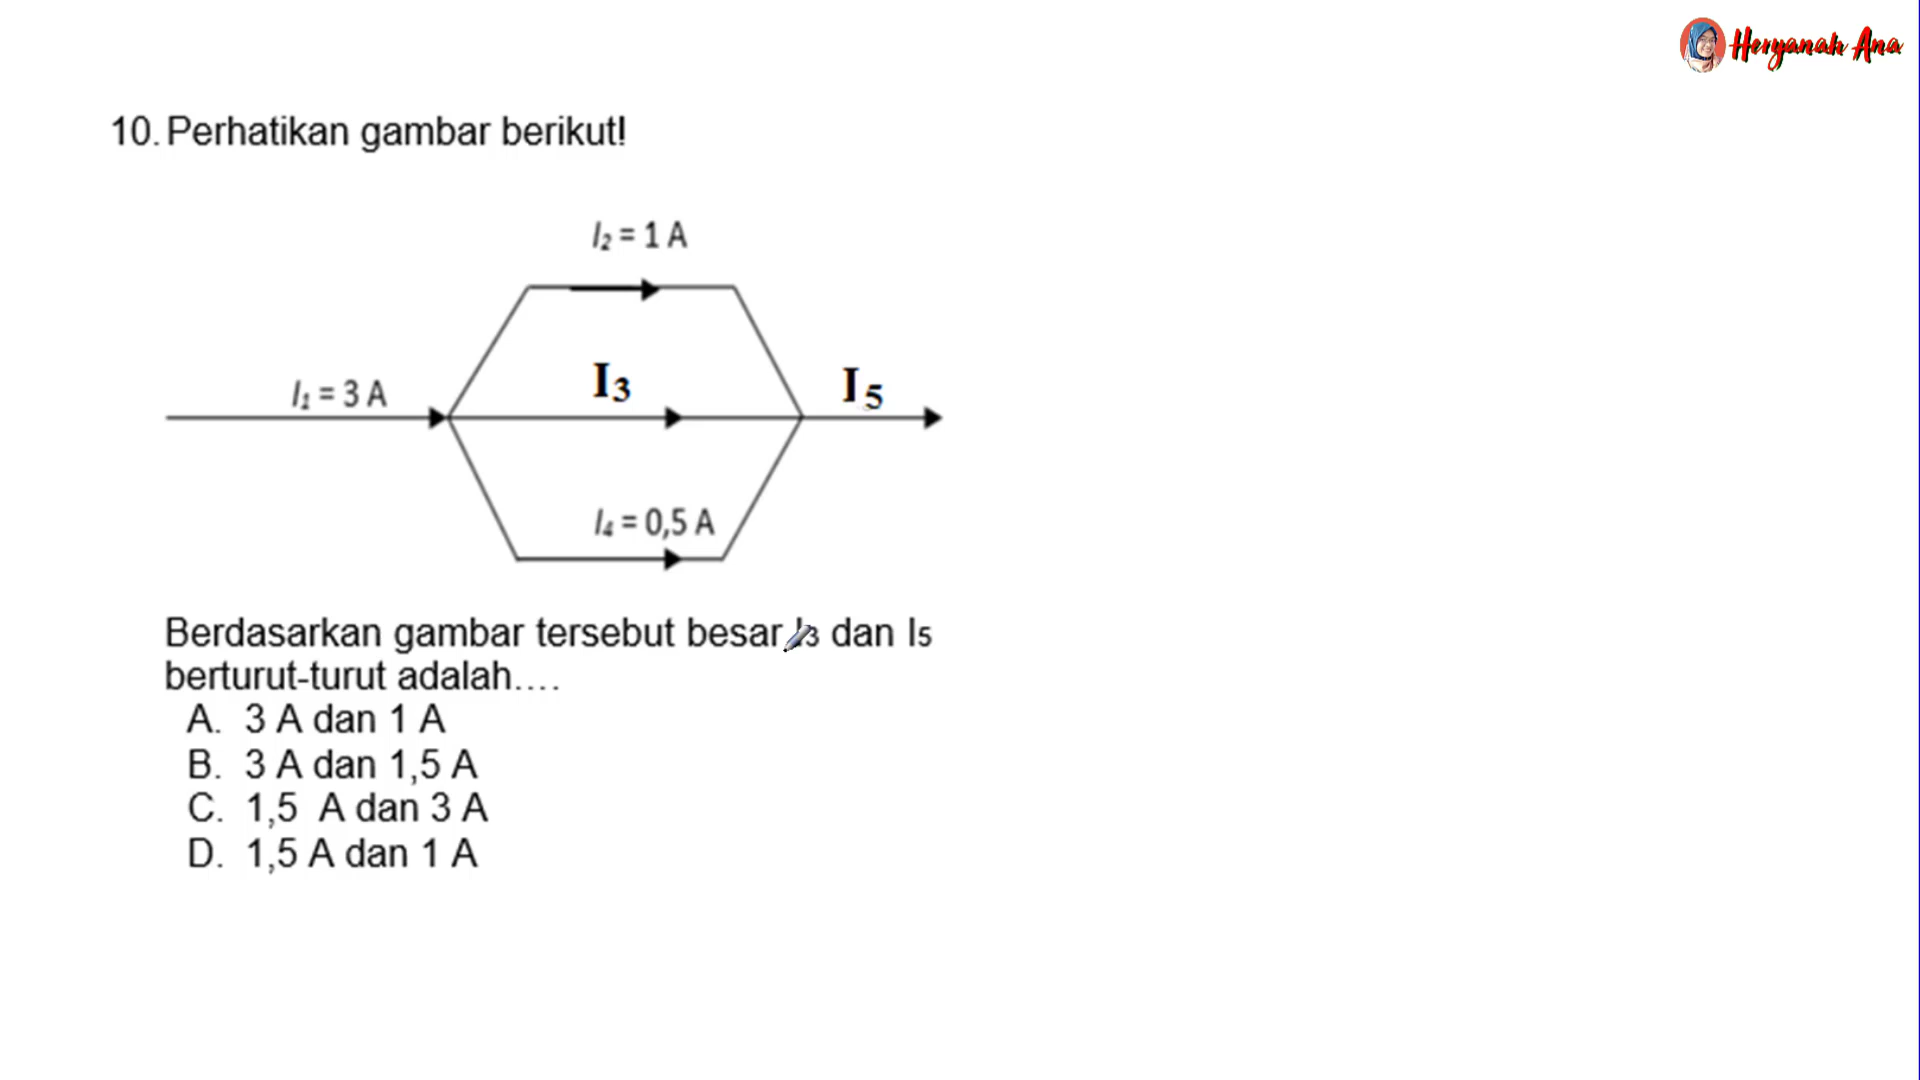 Heryanah Ana
10. Perhatikan gambar berikut!
I₂ = 1 A
I₃
I₁ = 3 A
I₅
I₄ = 0,5 A
Berdasarkan gambar tersebut besar I₃ dan I₅
berturut-turut adalah....
A. 3 A dan 1 A
B. 3 A dan 1,5 A
C. 1,5 A dan 3 A
D. 1,5 A dan 1 A